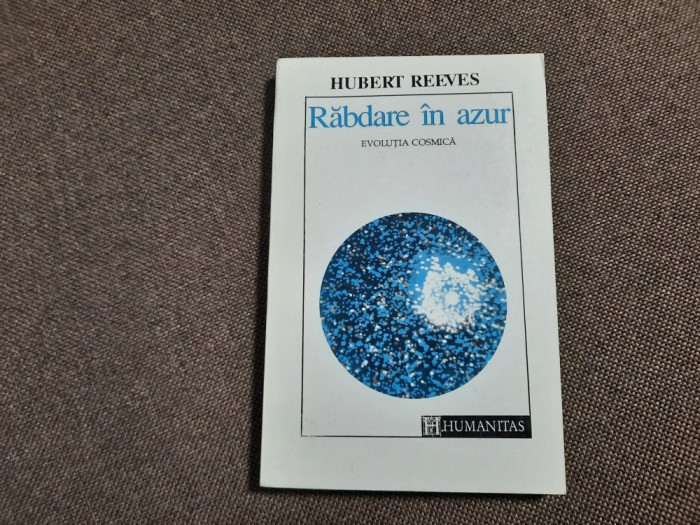 HUBERT REEVES
Răbdare în azur
EVOLUȚIA COSMICĂ
HUMANITAS